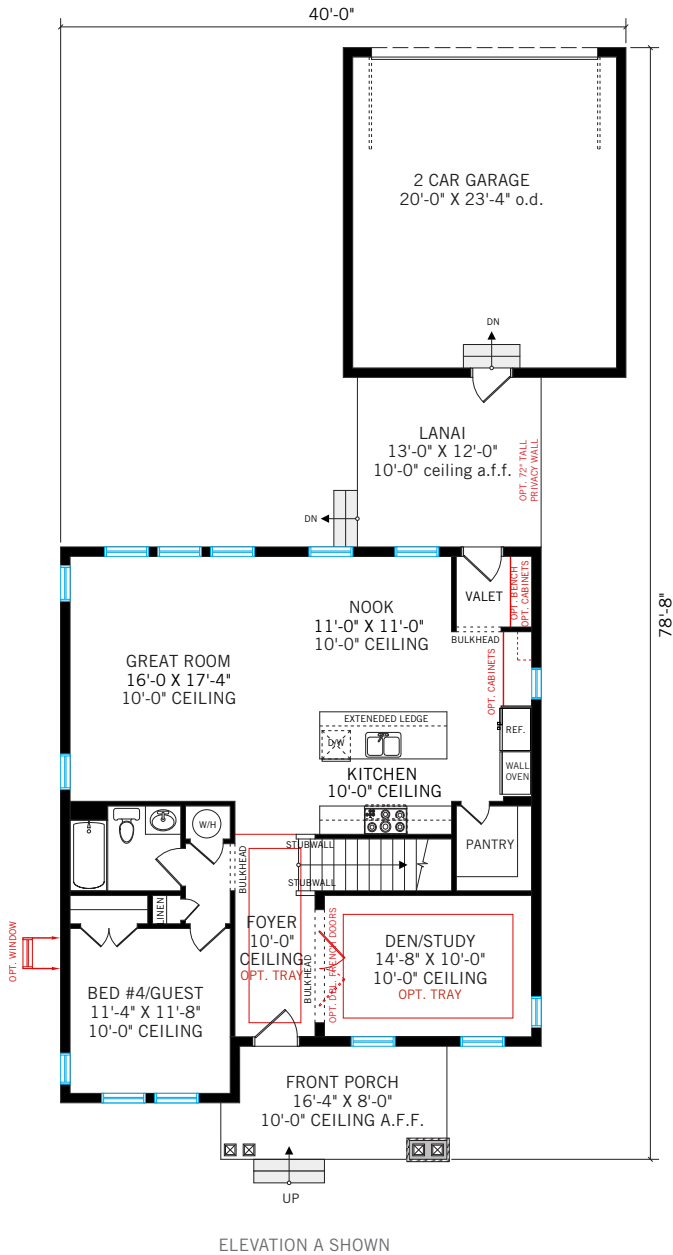 40'-0"
2 CAR GARAGE
20'-0" X 23'-4" o.d.
DN
LANAI
13'-0" X 12'-0"
10'-0" ceiling a.f.f.
OPT. 72" TALL
PRIVACY WALL
DN
78'-8"
VALET
OPT. BENCH
OPT. CABINETS
BULKHEAD
NOOK
11'-0" X 11'-0"
10'-0" CEILING
GREAT ROOM
16'-0 X 17'-4"
10'-0" CEILING
OPT. CABINETS
EXTENEDED LEDGE
D/W
REF.
WALL
OVEN
KITCHEN
10'-0" CEILING
W/H
PANTRY
STUBWALL
BULKHEAD
STUBWALL
LINEN
FOYER
10'-0"
CEILING
OPT. TRAY
BULKHEAD
OPT. DBL. FRENCH DOORS
DEN/STUDY
14'-8" X 10'-0"
10'-0" CEILING
OPT. TRAY
OPT. WINDOW
BED #4/GUEST
11'-4" X 11'-8"
10'-0" CEILING
FRONT PORCH
16'-4" X 8'-0"
10'-0" CEILING A.F.F.
UP
ELEVATION A SHOWN